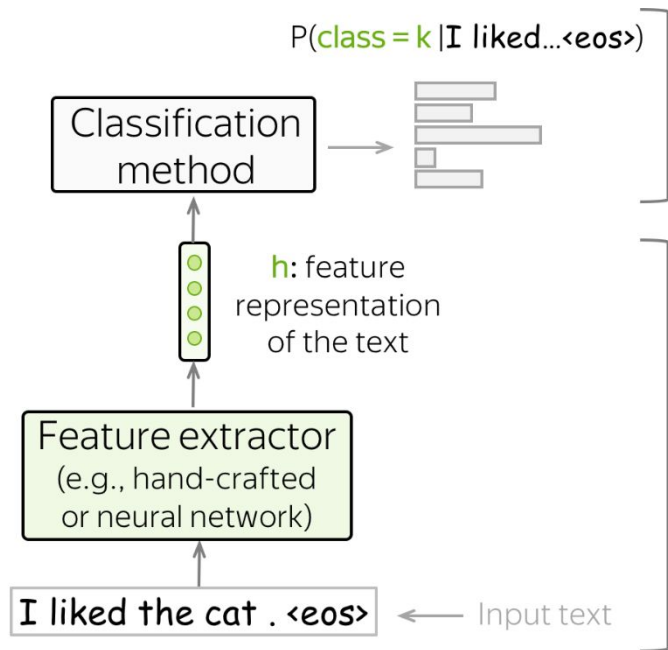 P(class = k |I liked...<eos>)
Classification
method
h: feature
representation
of the text
Feature extractor
(e.g., hand-crafted
or neural network)
I liked the cat . <eos>
Input text